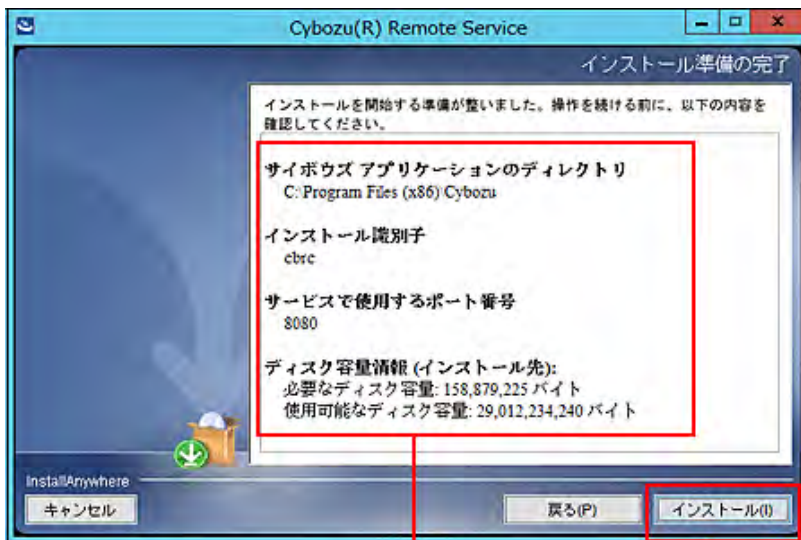 Cybozu(R) Remote Service
インストール準備の完了
インストールを開始する準備が整いました。操作を続ける前に、以下の内容を
確認してください。
サイボウズ アプリケーションのディレクトリ
C: Program Files (x86) Cybozu
インストール識別子
cbrc
サービスで使用するポート番号
8080
ディスク容量情報 (インストール先):
必要なディスク容量: 158,879,225 バイト
使用可能なディスク容量: 29,012,234,240 バイト
InstallAnywhere
キャンセル
戻る(P)
インストール(I)